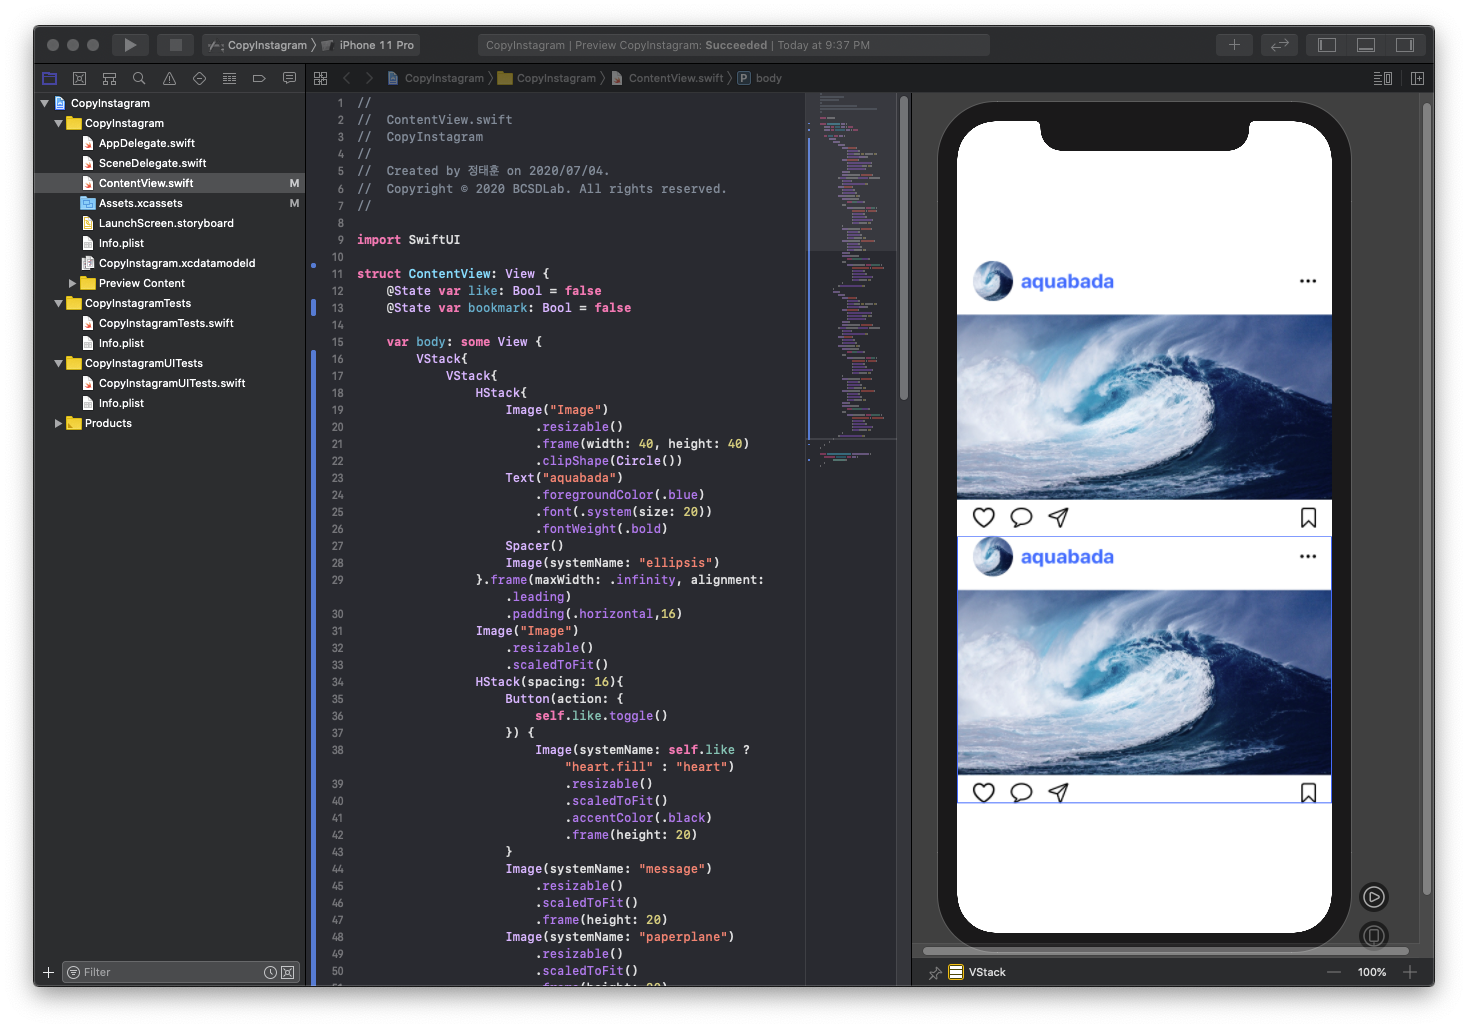 CopyInstagram 〉 iPhone 11 Pro
CopyInstagram | Preview CopyInstagram: Succeeded | Today at 9:37 PM
CopyInstagram 〉 CopyInstagram 〉 ContentView.swift 〉 P body
CopyInstagram
CopyInstagram
AppDelegate.swift
SceneDelegate.swift
ContentView.swift M
Assets.xcassets M
LaunchScreen.storyboard
Info.plist
CopyInstagram.xcdatamodeld
Preview Content
CopyInstagramTests
CopyInstagramTests.swift
Info.plist
CopyInstagramUITests
CopyInstagramUITests.swift
Info.plist
Products
Filter
1 //
2 //  ContentView.swift
3 //  CopyInstagram
4 //
5 //  Created by 정태훈 on 2020/07/04.
6 //  Copyright © 2020 BCSDLab. All rights reserved.
7 //
8
9 import SwiftUI
10
11 struct ContentView: View {
12     @State var like: Bool = false
13     @State var bookmark: Bool = false
14
15     var body: some View {
16         VStack{
17             VStack{
18                 HStack{
19                     Image("Image")
20                         .resizable()
21                         .frame(width: 40, height: 40)
22                         .clipShape(Circle())
23                     Text("aquabada")
24                         .foregroundColor(.blue)
25                         .font(.system(size: 20))
26                         .fontWeight(.bold)
27                     Spacer()
28                     Image(systemName: "ellipsis")
29                 }.frame(maxWidth: .infinity, alignment:
                        .leading)
30                     .padding(.horizontal,16)
31                 Image("Image")
32                     .resizable()
33                     .scaledToFit()
34                 HStack(spacing: 16){
35                     Button(action: {
36                         self.like.toggle()
37                     }) {
38                         Image(systemName: self.like ?
                            "heart.fill" : "heart")
39                             .resizable()
40                             .scaledToFit()
41                             .accentColor(.black)
42                             .frame(height: 20)
43                     }
44                     Image(systemName: "message")
45                         .resizable()
46                         .scaledToFit()
47                         .frame(height: 20)
48                     Image(systemName: "paperplane")
49                         .resizable()
50                         .scaledToFit()
51                         .frame(height: 20)
aquabada
aquabada
VStack
100%